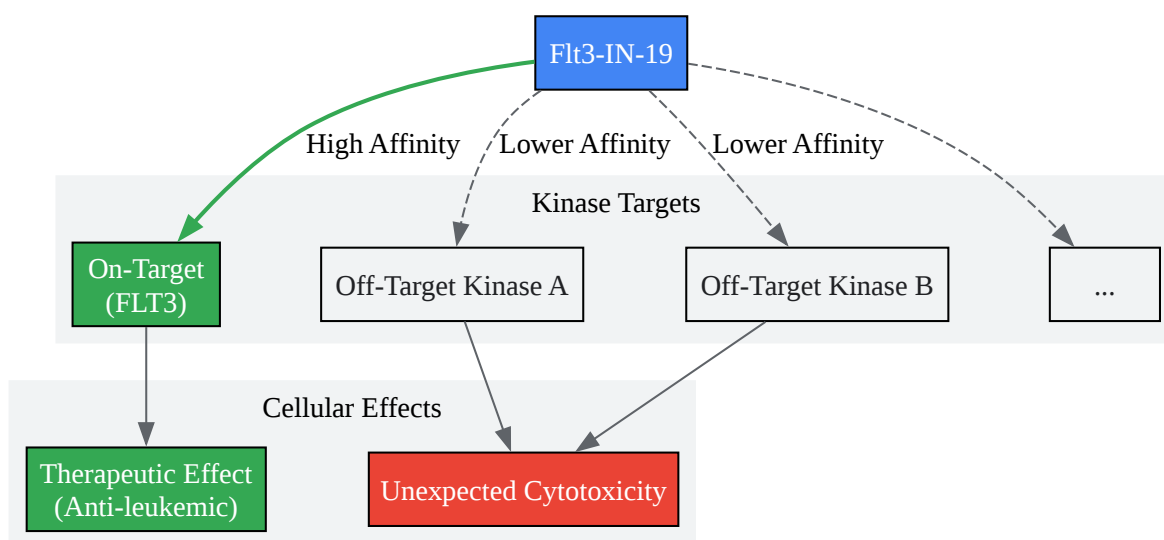 Flt3-IN-19
High Affinity
Lower Affinity
Lower Affinity
Kinase Targets
On-Target
(FLT3)
Off-Target Kinase A
Off-Target Kinase B
...
Cellular Effects
Therapeutic Effect
(Anti-leukemic)
Unexpected Cytotoxicity